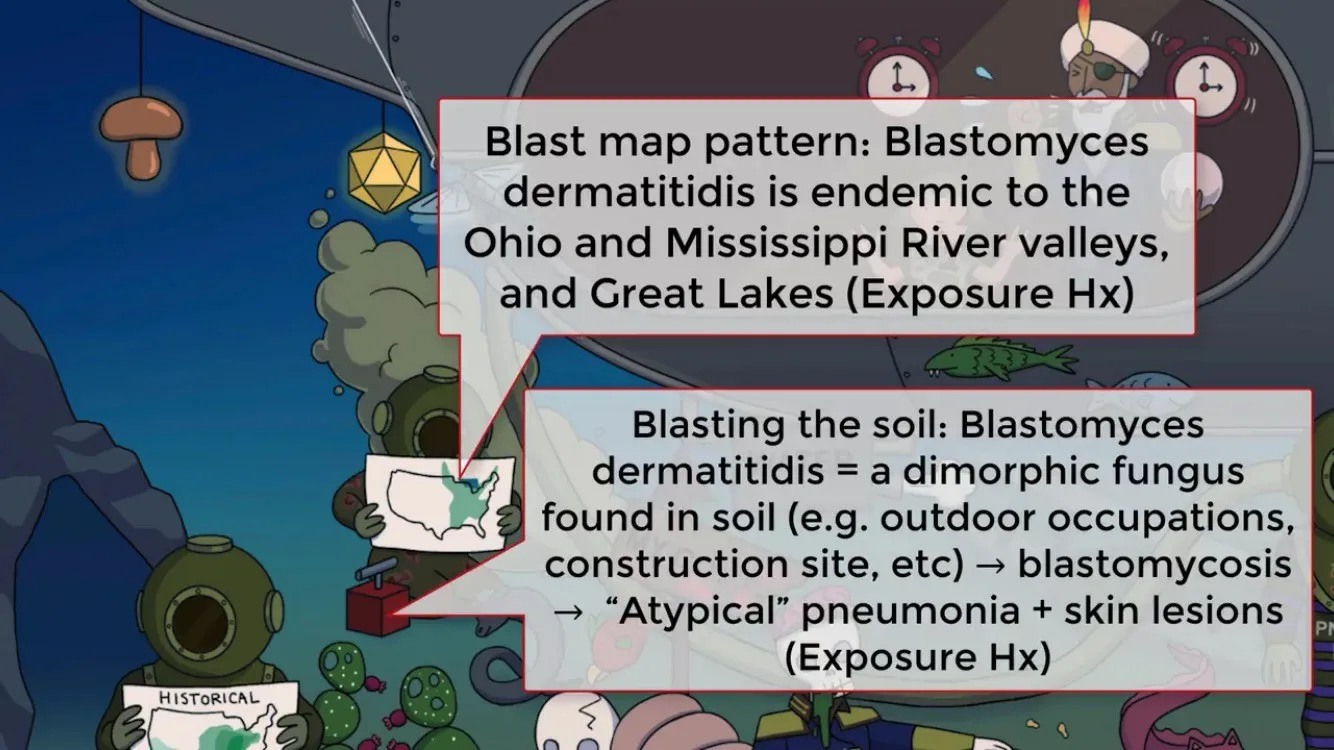 Blast map pattern: Blastomyces
dermatitidis is endemic to the
Ohio and Mississippi River valleys,
and Great Lakes (Exposure Hx)
Blasting the soil: Blastomyces
dermatitidis = a dimorphic fungus
found in soil (e.g. outdoor occupations,
construction site, etc) → blastomycosis
→ “Atypical” pneumonia + skin lesions
(Exposure Hx)
HISTORICAL